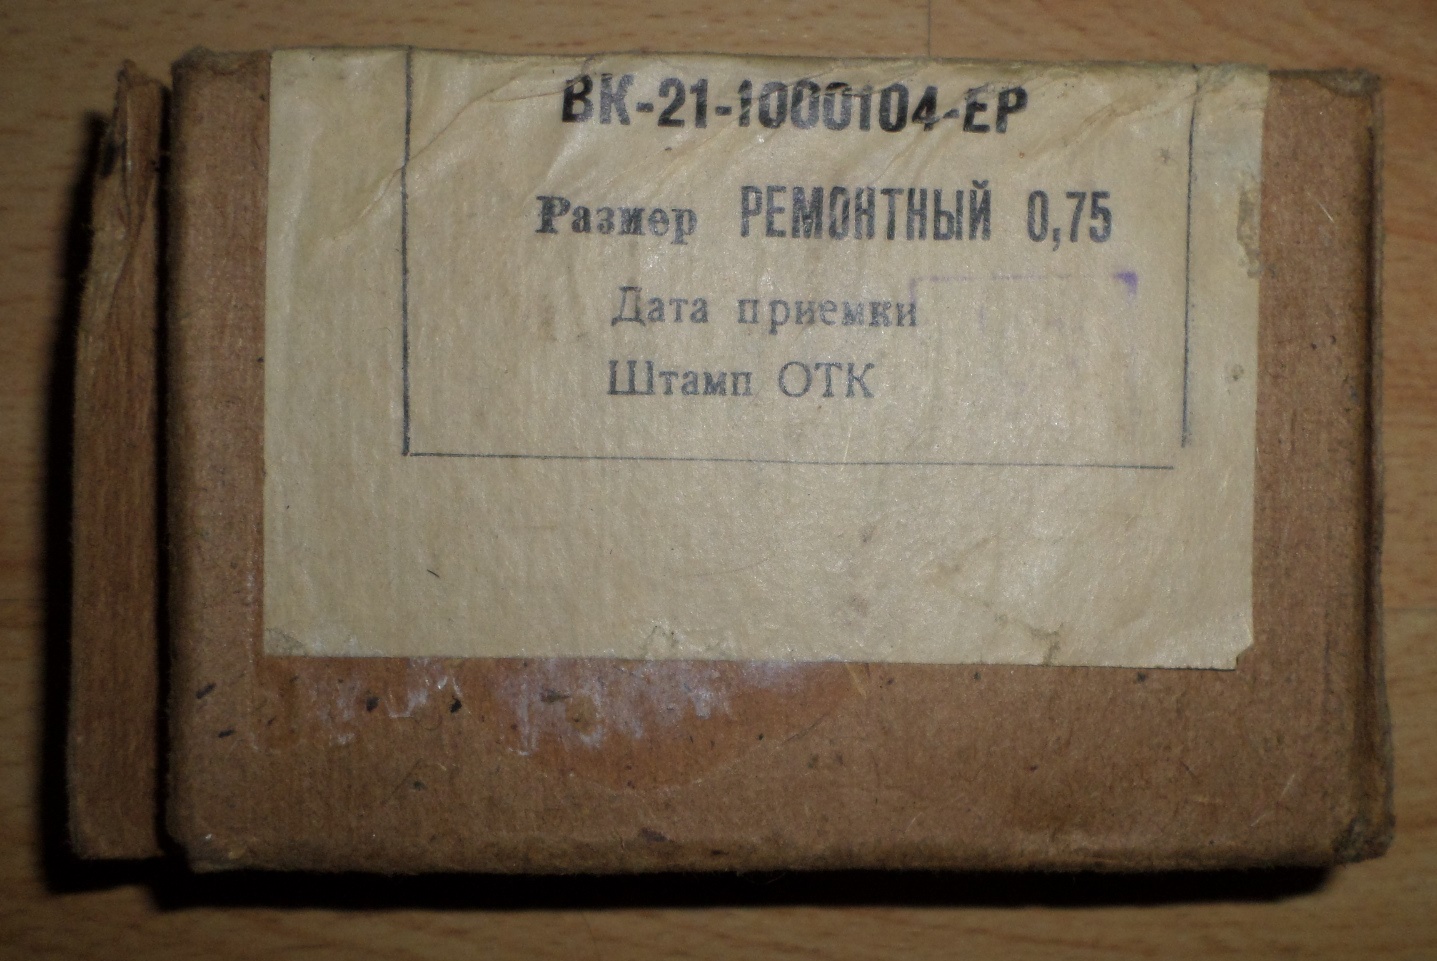 ВК-21-1000104-ЕР
Размер РЕМОНТНЫЙ 0,75
Дата приемки
Штамп ОТК